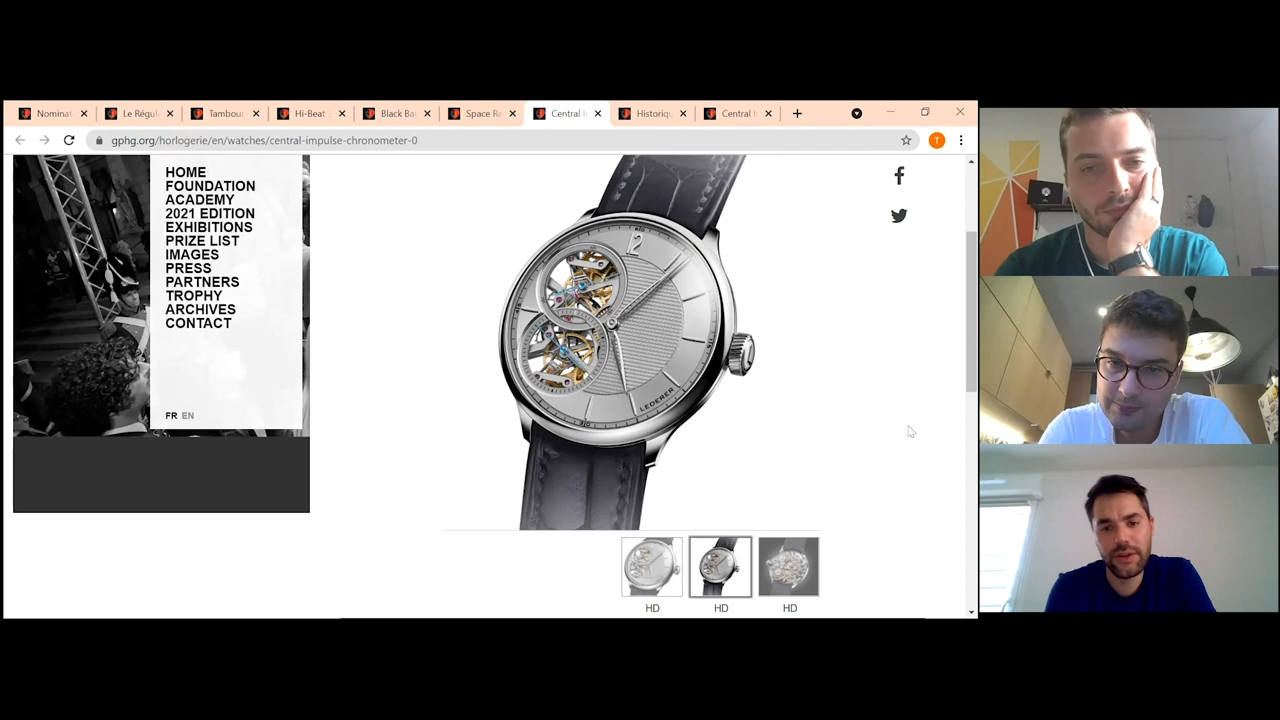 Nominat
Le Régul
Tambour
Hi-Beat
Black Ba
Space Re
Central I
Historiq
Central I
gphg.org/horlogerie/en/watches/central-impulse-chronometer-0
T
HOME
FOUNDATION
ACADEMY
2021 EDITION
EXHIBITIONS
PRIZE LIST
IMAGES
PRESS
PARTNERS
TROPHY
ARCHIVES
CONTACT
FR EN
12
LEDERER
HD
HD
HD